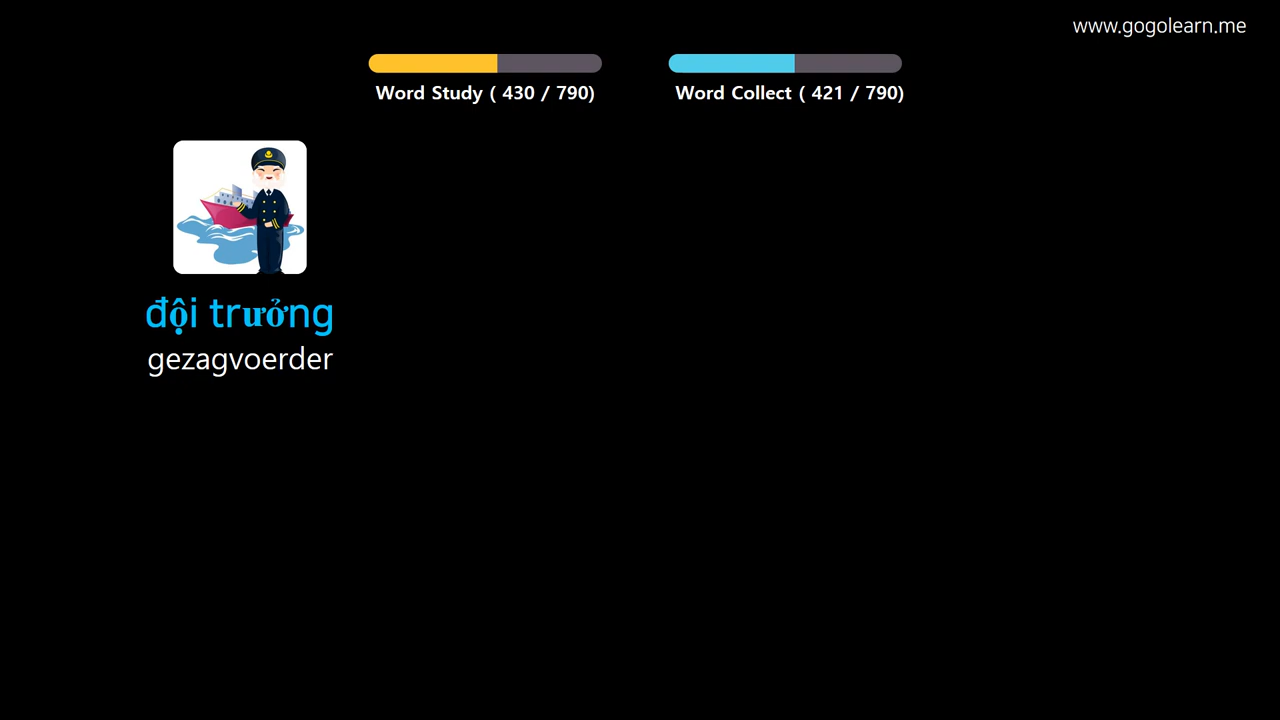 www.gogolearn.me
Word Study ( 430 / 790)
Word Collect ( 421 / 790)
đội trưởng
gezagvoerder